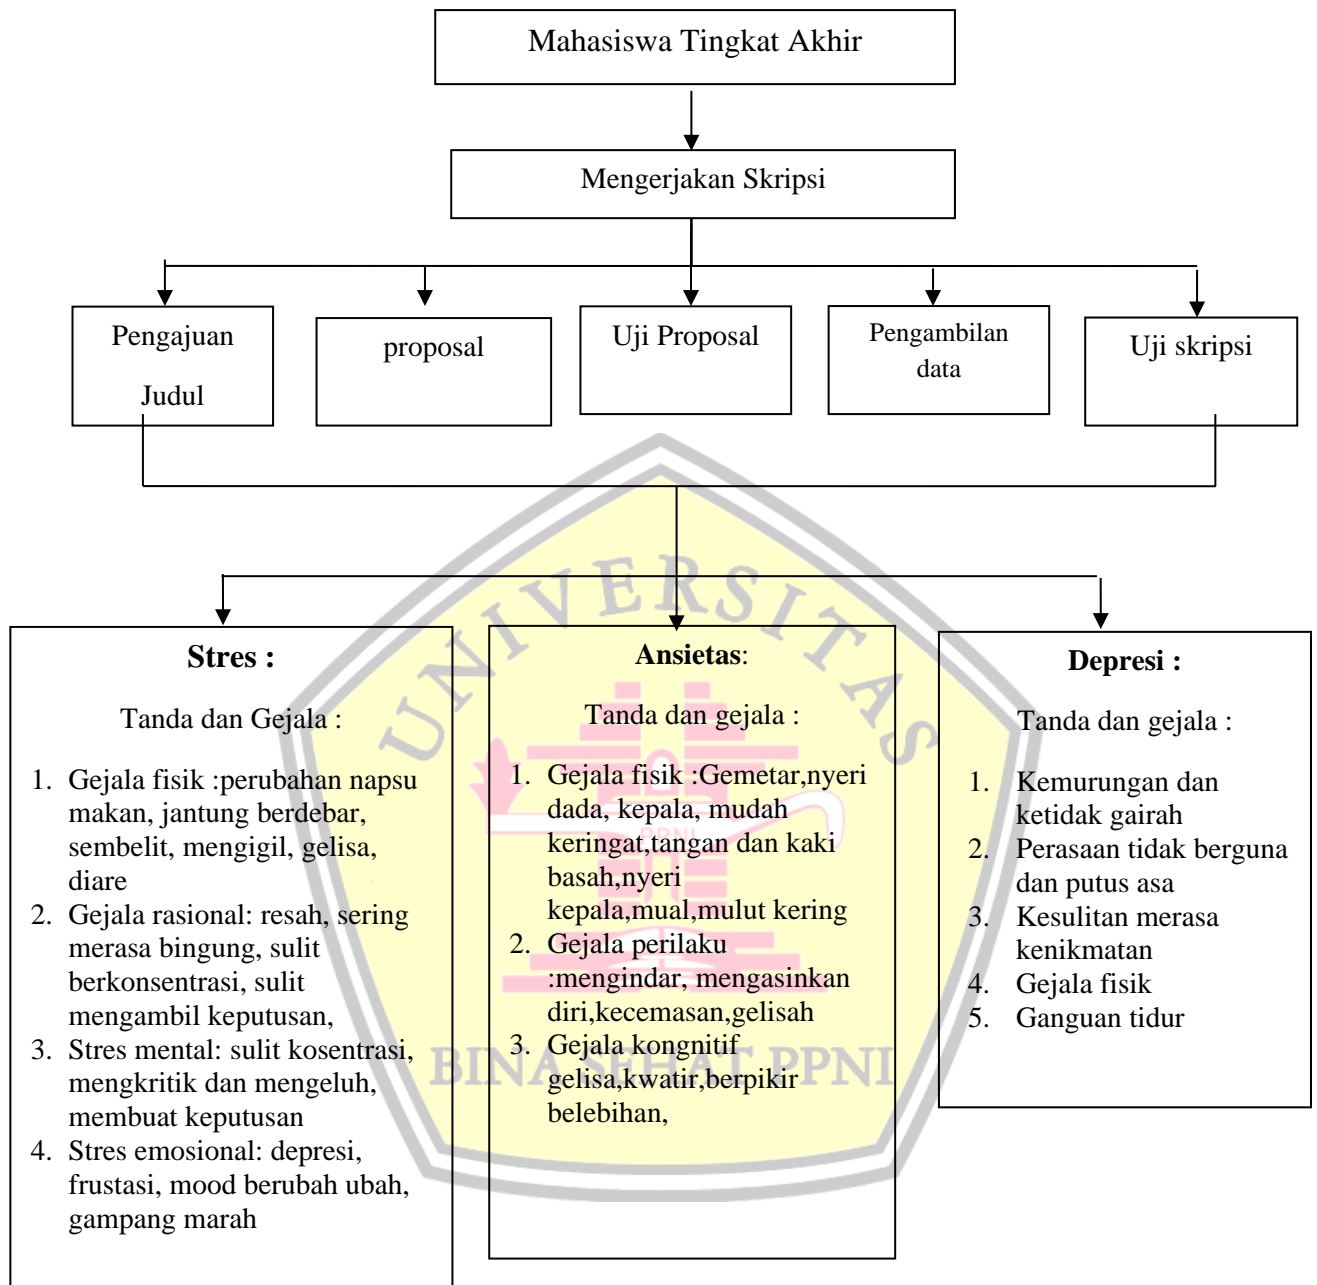 Mahasiswa Tingkat Akhir
Mengerjakan Skripsi
Pengajuan
Judul
proposal
Uji Proposal
Pengambilan
data
Uji skripsi
UNIVERSITAS
PPNI
BINA SEHAT PPNI
Stres :
Tanda dan Gejala :
1. Gejala fisik :perubahan napsu
makan, jantung berdebar,
sembelit, mengigil, gelisa,
diare
2. Gejala rasional: resah, sering
merasa bingung, sulit
berkonsentrasi, sulit
mengambil keputusan,
3. Stres mental: sulit kosentrasi,
mengkritik dan mengeluh,
membuat keputusan
4. Stres emosional: depresi,
frustasi, mood berubah ubah,
gampang marah
Ansietas:
Tanda dan gejala :
1. Gejala fisik :Gemetar,nyeri
dada, kepala, mudah
keringat,tangan dan kaki
basah,nyeri
kepala,mual,mulut kering
2. Gejala perilaku
:mengindar, mengasinkan
diri,kecemasan,gelisah
3. Gejala kongnitif
gelisa,kwatir,berpikir
belebihan,
Depresi :
Tanda dan gejala :
1. Kemurungan dan
ketidak gairah
2. Perasaan tidak berguna
dan putus asa
3. Kesulitan merasa
kenikmatan
4. Gejala fisik
5. Ganguan tidur